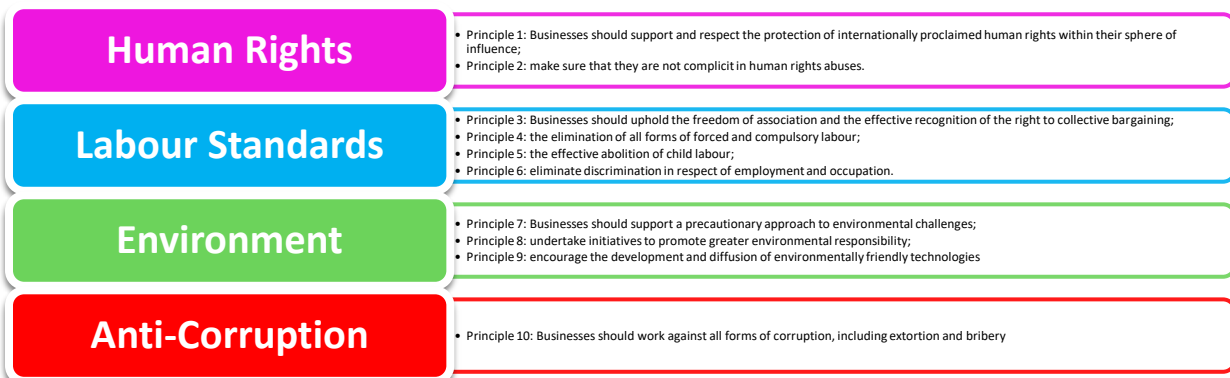 Human Rights
• Principle 1: Businesses should support and respect the protection of internationally proclaimed human rights within their sphere of
influence;
• Principle 2: make sure that they are not complicit in human rights abuses.
Labour Standards
• Principle 3: Businesses should uphold the freedom of association and the effective recognition of the right to collective bargaining;
• Principle 4: the elimination of all forms of forced and compulsory labour;
• Principle 5: the effective abolition of child labour;
• Principle 6: eliminate discrimination in respect of employment and occupation.
Environment
• Principle 7: Businesses should support a precautionary approach to environmental challenges;
• Principle 8: undertake initiatives to promote greater environmental responsibility;
• Principle 9: encourage the development and diffusion of environmentally friendly technologies
Anti-Corruption
• Principle 10: Businesses should work against all forms of corruption, including extortion and bribery